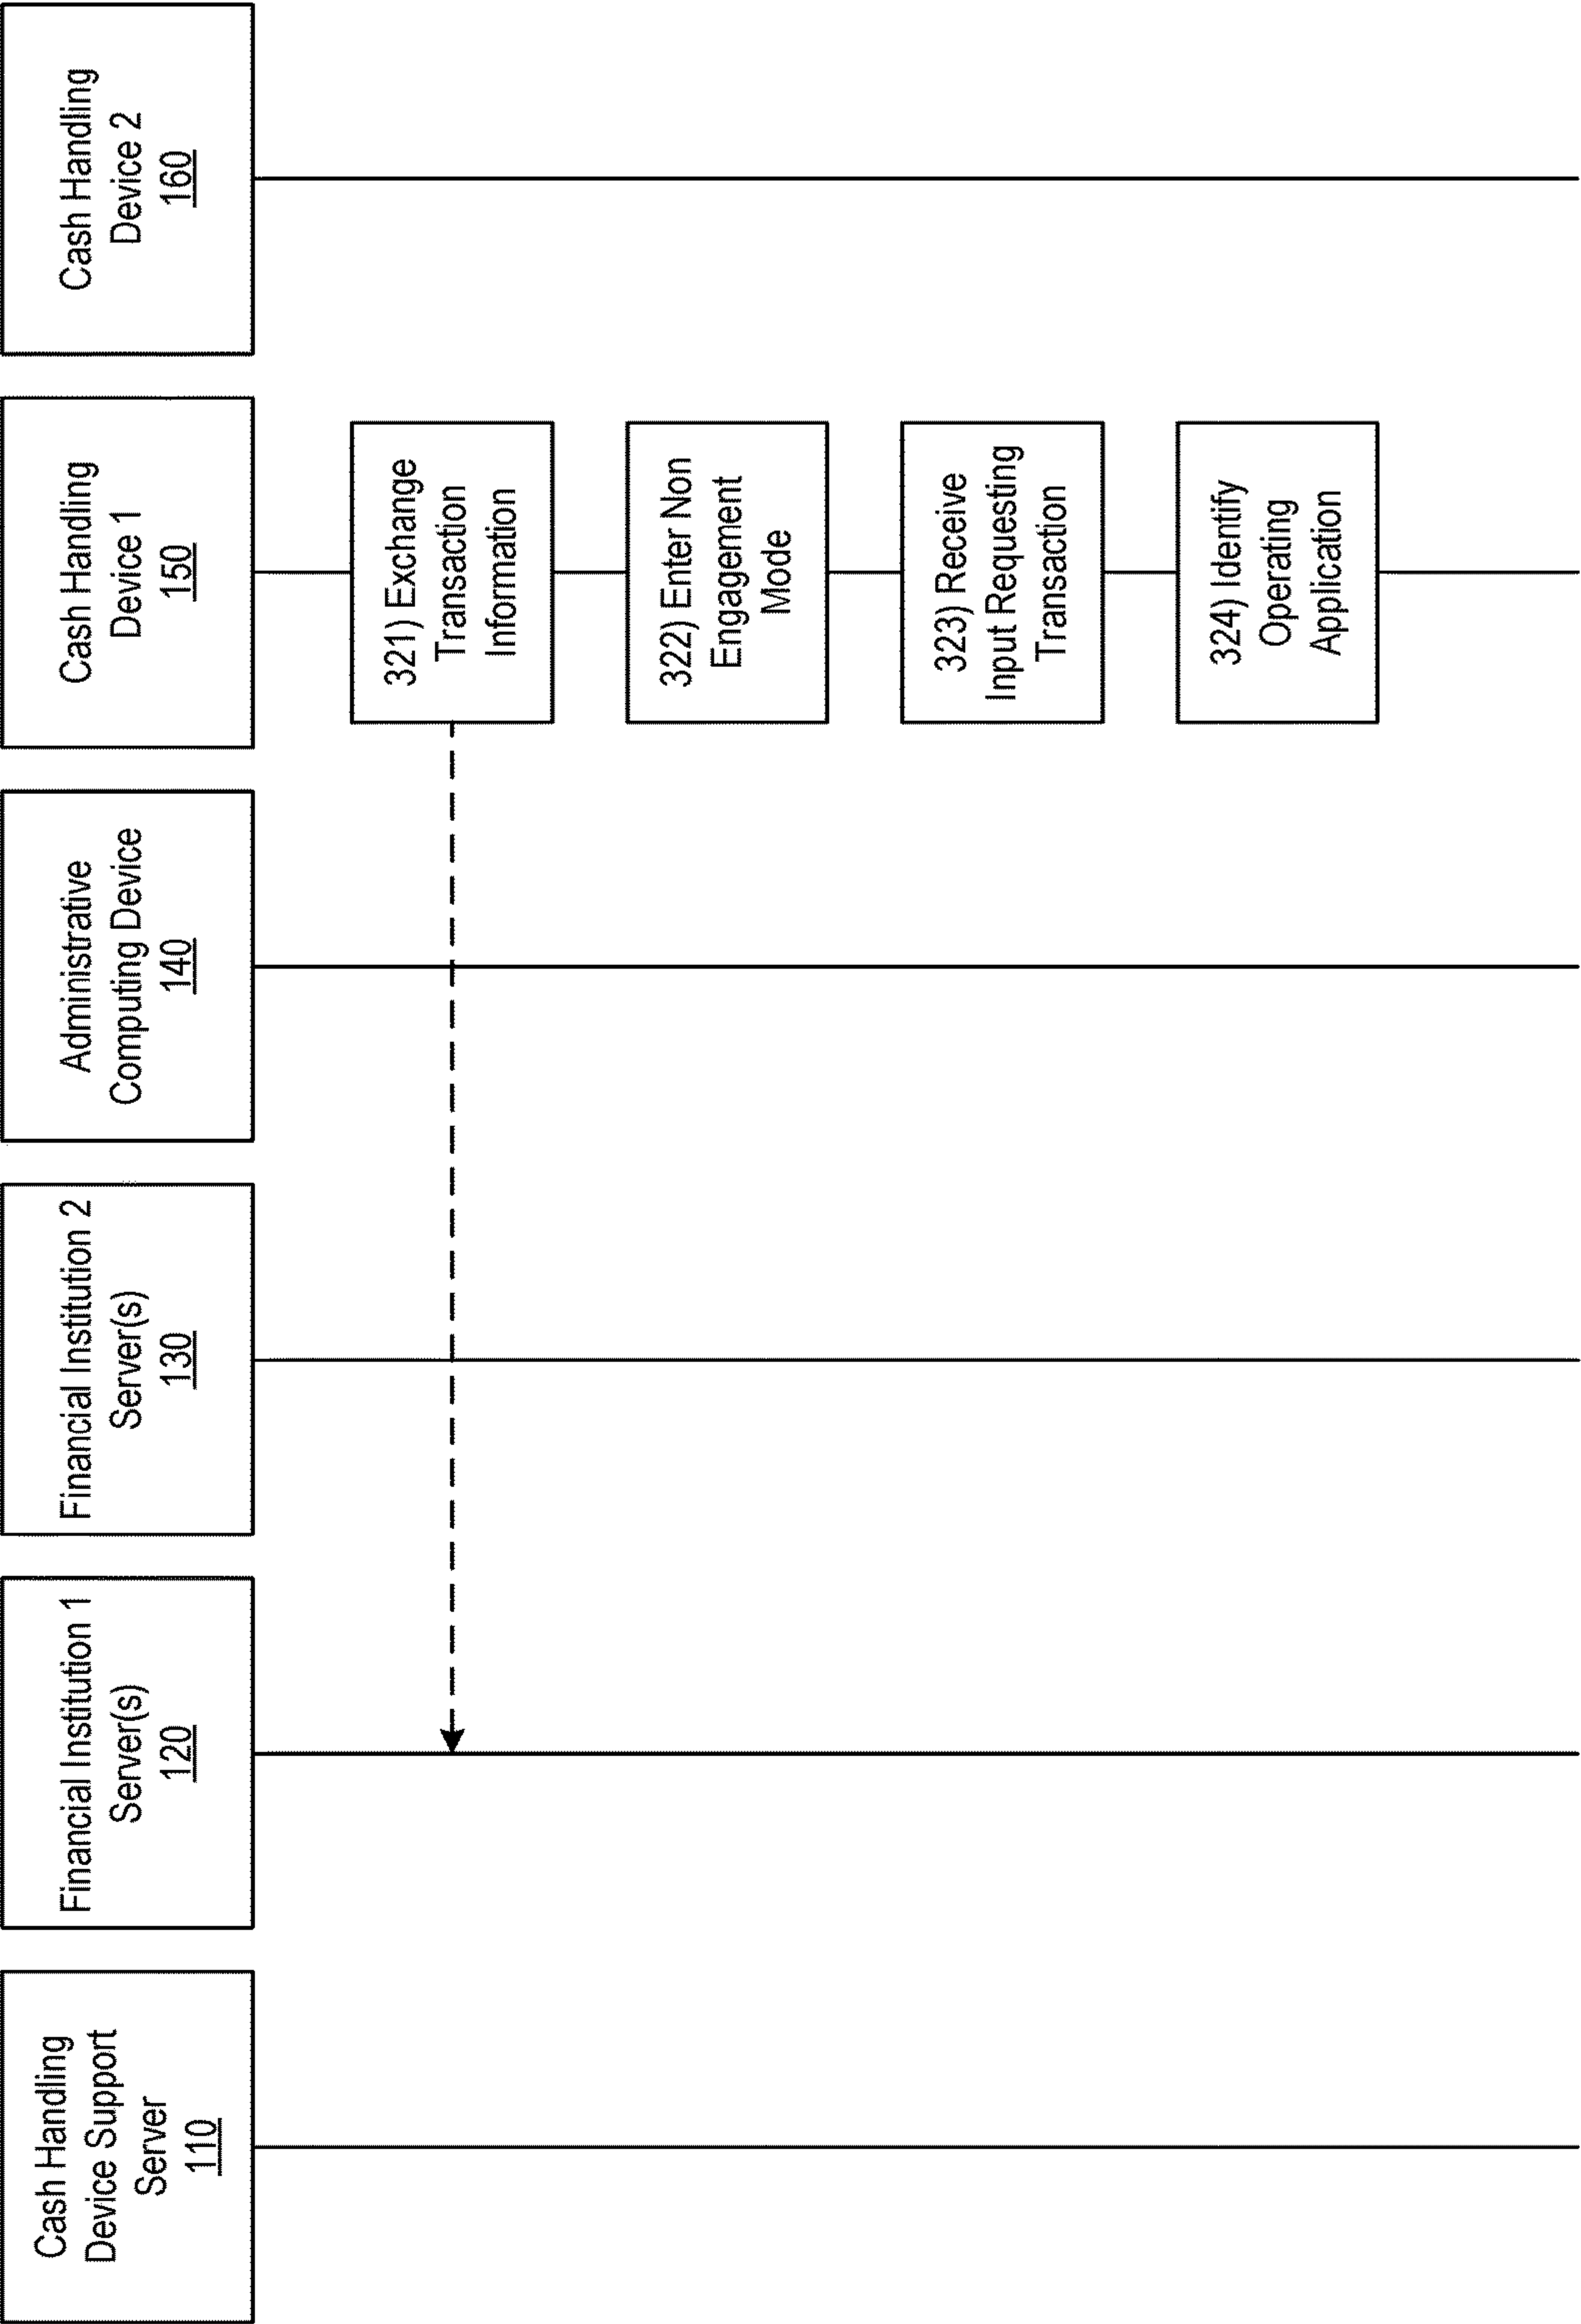 Cash Handling
Device Support
Server
110
Financial Institution 1
Server(s)
120
Financial Institution 2
Server(s)
130
Administrative
Computing Device
140
Cash Handling
Device 1
150
Cash Handling
Device 2
160
321) Exchange
Transaction
Information
322) Enter Non
Engagement
Mode
323) Receive
Input Requesting
Transaction
324) Identify
Operating
Application